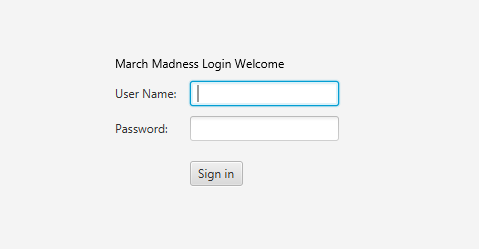 March Madness Login Welcome
User Name:
Password:
Sign in